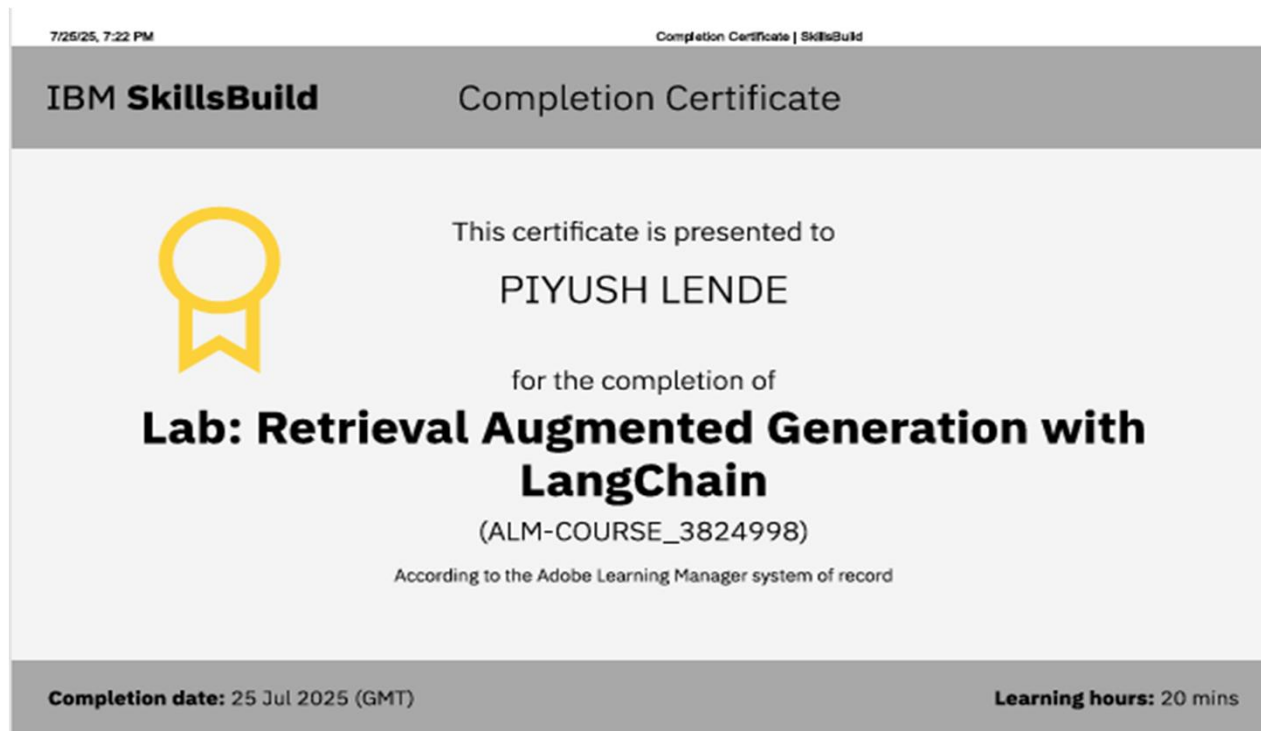 7/25/25, 7:22 PM Completion Certificate | SkillsBuild
IBM SkillsBuild Completion Certificate
This certificate is presented to
PIYUSH LENDE
for the completion of
Lab: Retrieval Augmented Generation with
LangChain
(ALM-COURSE_3824998)
According to the Adobe Learning Manager system of record
Completion date: 25 Jul 2025 (GMT) Learning hours: 20 mins